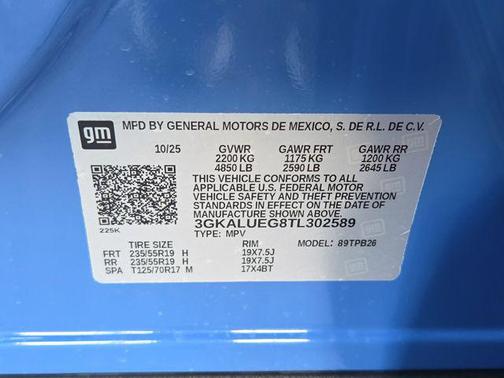 gm
MFD BY GENERAL MOTORS DE MEXICO, S. DE R.L. DE C.V.
10/25 GVWR GAWR FRT GAWR RR
2200 KG 1175 KG 1200 KG
4850 LB 2590 LB 2645 LB
THIS VEHICLE CONFORMS TO ALL
APPLICABLE U.S. FEDERAL MOTOR
VEHICLE SAFETY AND THEFT PREVENTION
STANDARDS IN EFFECT ON THE DATE
OF MANUFACTURE SHOWN ABOVE.
3GKALUEG8TL302589
225K TYPE: MPV
TIRE SIZE RIM MODEL: 89TPB26
FRT 235/55R19 H 19X7.5J
RR 235/55R19 H 19X7.5J
SPA T125/70R17 M 17X4BT